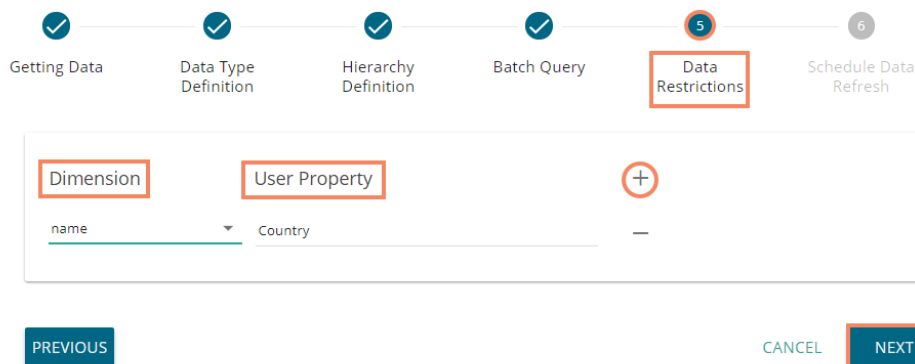 5
6
Getting Data
Data Type
Definition
Hierarchy
Definition
Batch Query
Data
Restrictions
Schedule Data
Refresh
Dimension
User Property
+
name
Country
−
PREVIOUS
CANCEL
NEXT